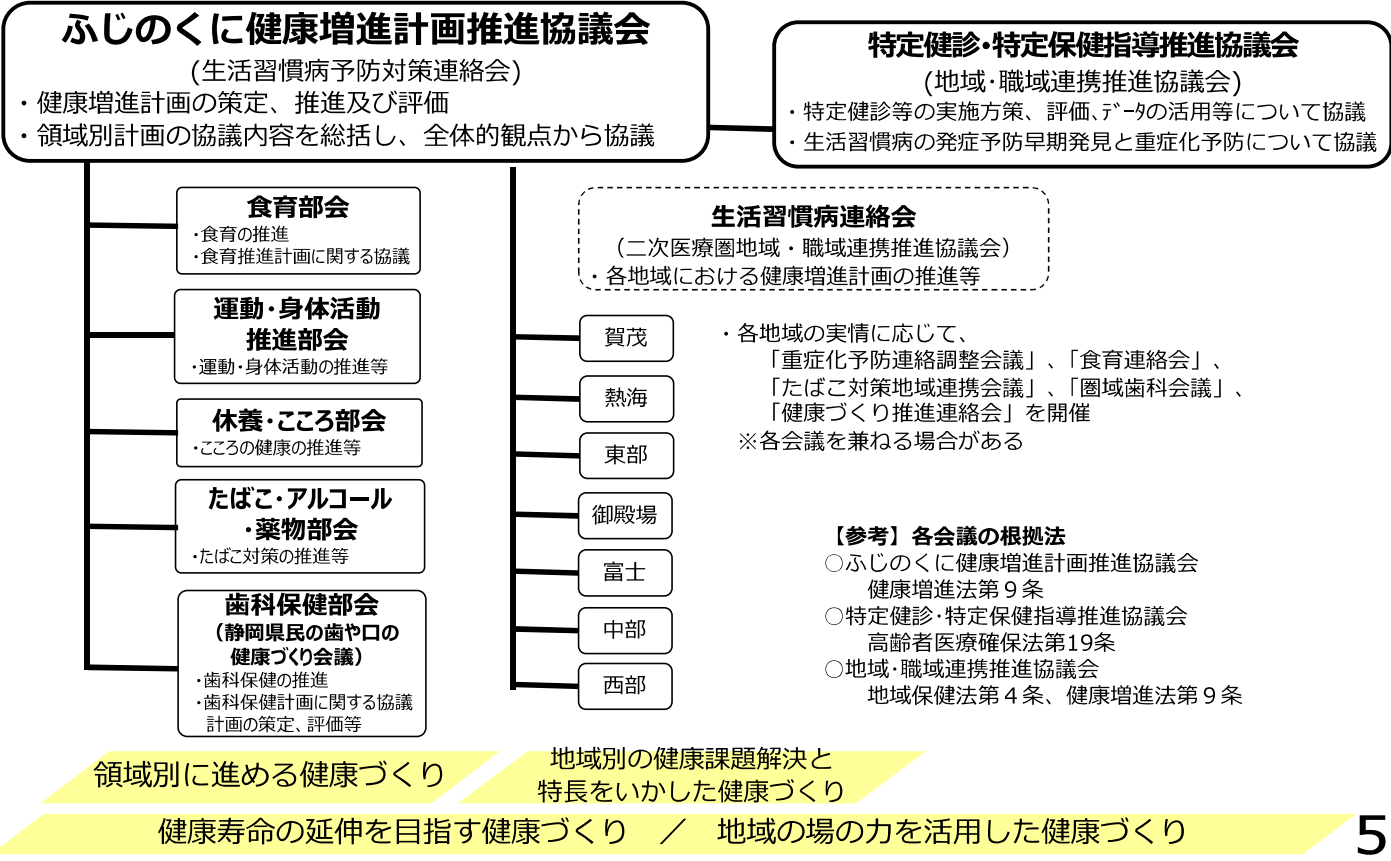 ふじのくに健康増進計画推進協議会
(生活習慣病予防対策連絡会)
・健康増進計画の策定、推進及び評価
・領域別計画の協議内容を総括し、全体的観点から協議
特定健診・特定保健指導推進協議会
(地域・職域連携推進協議会)
・特定健診等の実施方策、評価、ﾃﾞｰﾀの活用等について協議
・生活習慣病の発症予防早期発見と重症化予防について協議
食育部会
・食育の推進
・食育推進計画に関する協議
運動・身体活動
推進部会
・運動・身体活動の推進等
休養・こころ部会
・こころの健康の推進等
たばこ・アルコール
・薬物部会
・たばこ対策の推進等
歯科保健部会
（静岡県民の歯や口の
健康づくり会議）
・歯科保健の推進
・歯科保健計画に関する協議
計画の策定、評価等
生活習慣病連絡会
（二次医療圏地域・職域連携推進協議会）
・各地域における健康増進計画の推進等
賀茂
熱海
東部
御殿場
富士
中部
西部
・各地域の実情に応じて、
「重症化予防連絡調整会議」、「食育連絡会」、
「たばこ対策地域連携会議」、「圏域歯科会議」、
「健康づくり推進連絡会」を開催
※各会議を兼ねる場合がある
【参考】各会議の根拠法
○ふじのくに健康増進計画推進協議会
健康増進法第９条
○特定健診・特定保健指導推進協議会
高齢者医療確保法第19条
○地域・職域連携推進協議会
地域保健法第４条、健康増進法第９条
領域別に進める健康づくり
地域別の健康課題解決と
特長をいかした健康づくり
健康寿命の延伸を目指す健康づくり　／　地域の場の力を活用した健康づくり
5